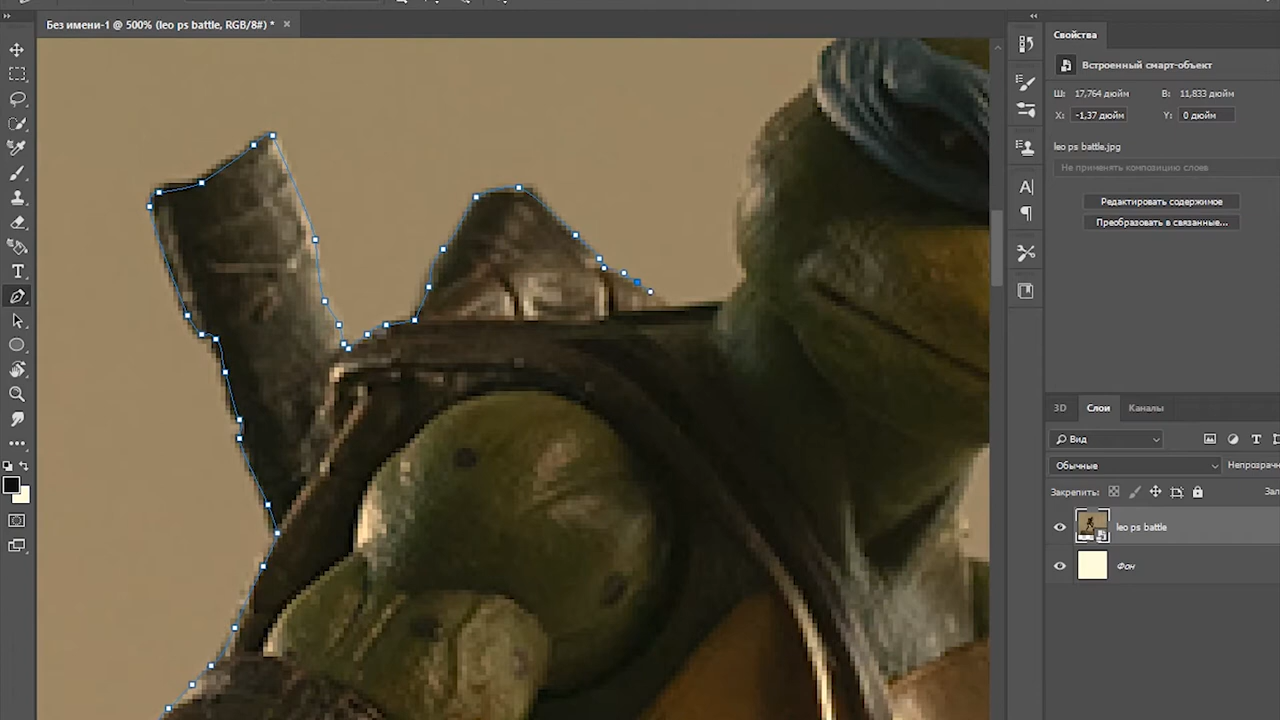 Без имени-1 @ 500% (leo ps battle, RGB/8#) *
Свойства
Встроенный смарт-объект
Ш: 17,764 дюйм В: 11,833 дюйм
X: -1,37 дюйм Y: 0 дюйм
leo ps battle.jpg
Не применять композицию слоев
Редактировать содержимое
Преобразовать в связанные...
3D Слои Каналы
Вид
Обычные Непрозрачн
Закрепить: Зал
leo ps battle
Фон